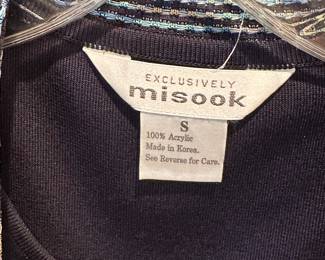 EXCLUSIVELY
misook
S
100% Acrylic
Made in Korea.
See Reverse for Care.